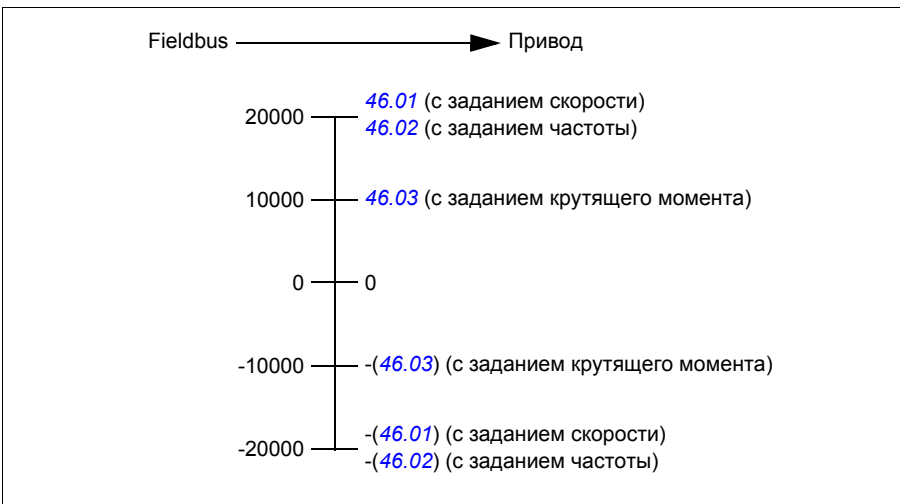 Fieldbus Привод
46.01 (с заданием скорости)
20000
46.02 (с заданием частоты)
10000 46.03 (с заданием крутящего момента)
0 0
-10000 -(46.03) (с заданием крутящего момента)
-(46.01) (с заданием скорости)
-20000
-(46.02) (с заданием частоты)